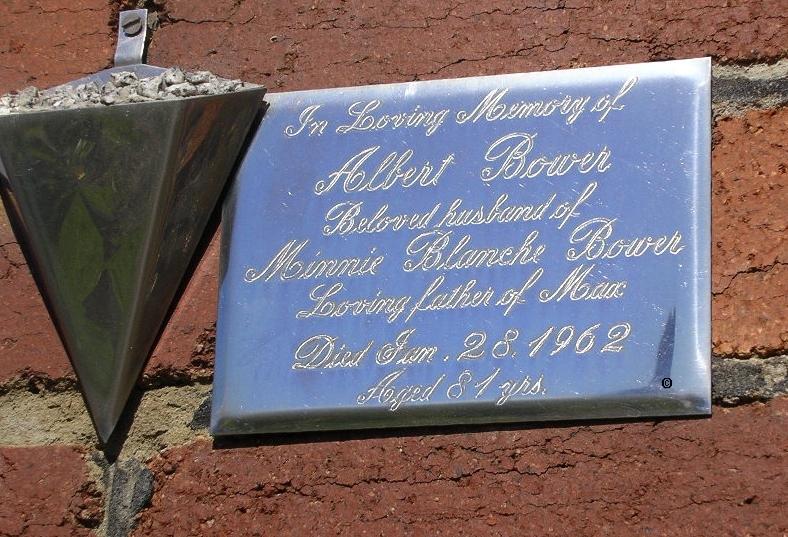 In Loving Memory of
Albert Bower
Beloved husband of
Minnie Blanche Bower
Loving father of Max
Died Jan. 28. 1962
Aged 81 yrs.
©